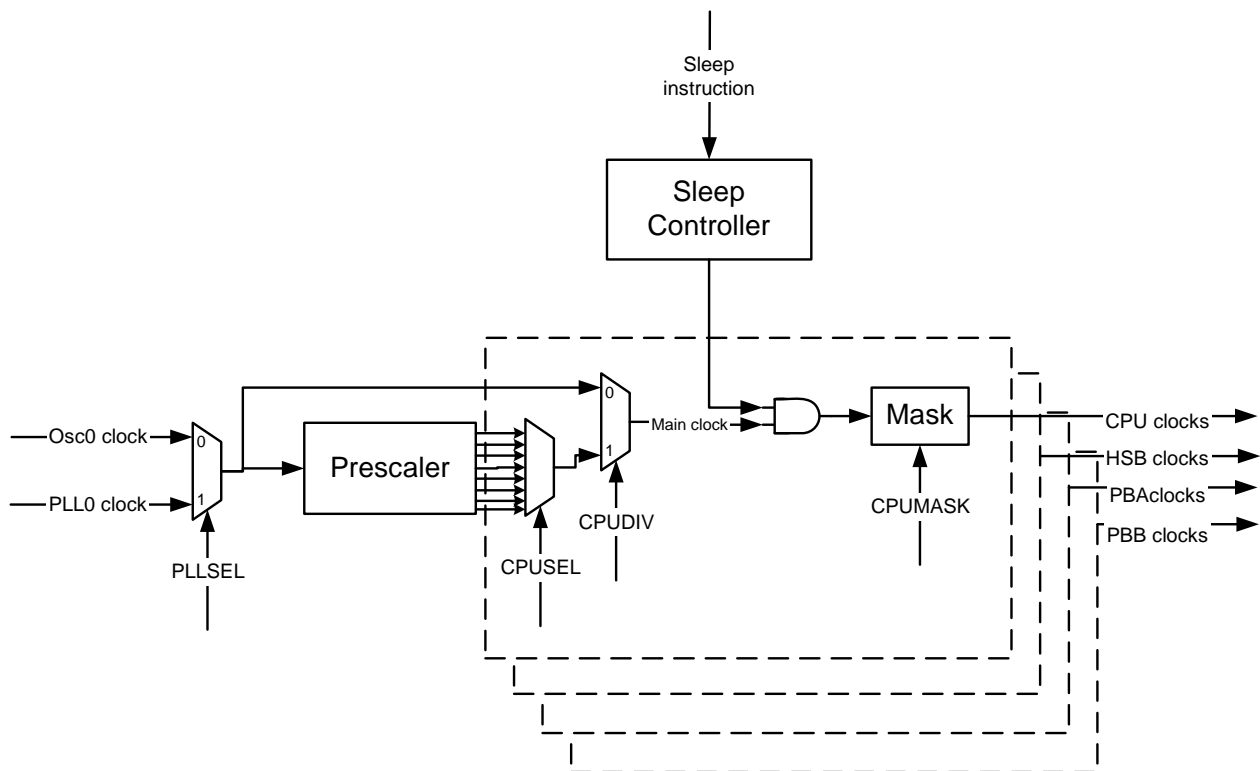 Sleep
instruction
Sleep
Controller
0
Osc0 clock
0
1
PLL0 clock
1
Prescaler
Main clock
Mask
CPU clocks
HSB clocks
PBAclocks
PBB clocks
CPUMASK
CPUDIV
CPUSEL
PLLSEL